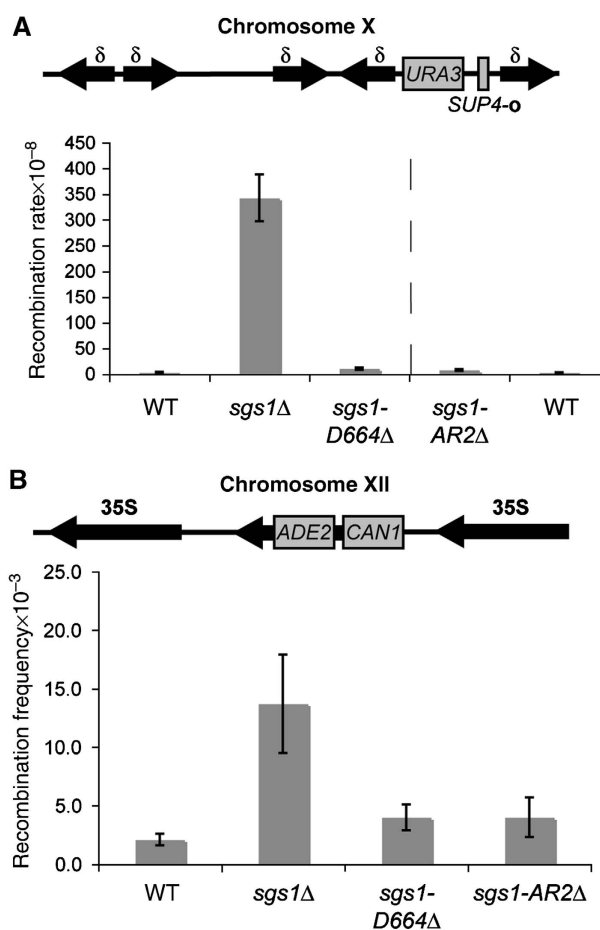 A
Chromosome X
δ δ δ δ δ
URA3
SUP4-o
Recombination rate×10⁻⁸
450
400
350
300
250
200
150
100
50
0
WT sgs1Δ sgs1-D664Δ sgs1-AR2Δ WT
B
Chromosome XII
35S 35S
ADE2 CAN1
Recombination frequency×10⁻³
25.0
20.0
15.0
10.0
5.0
0.0
WT sgs1Δ sgs1-D664Δ sgs1-AR2Δ